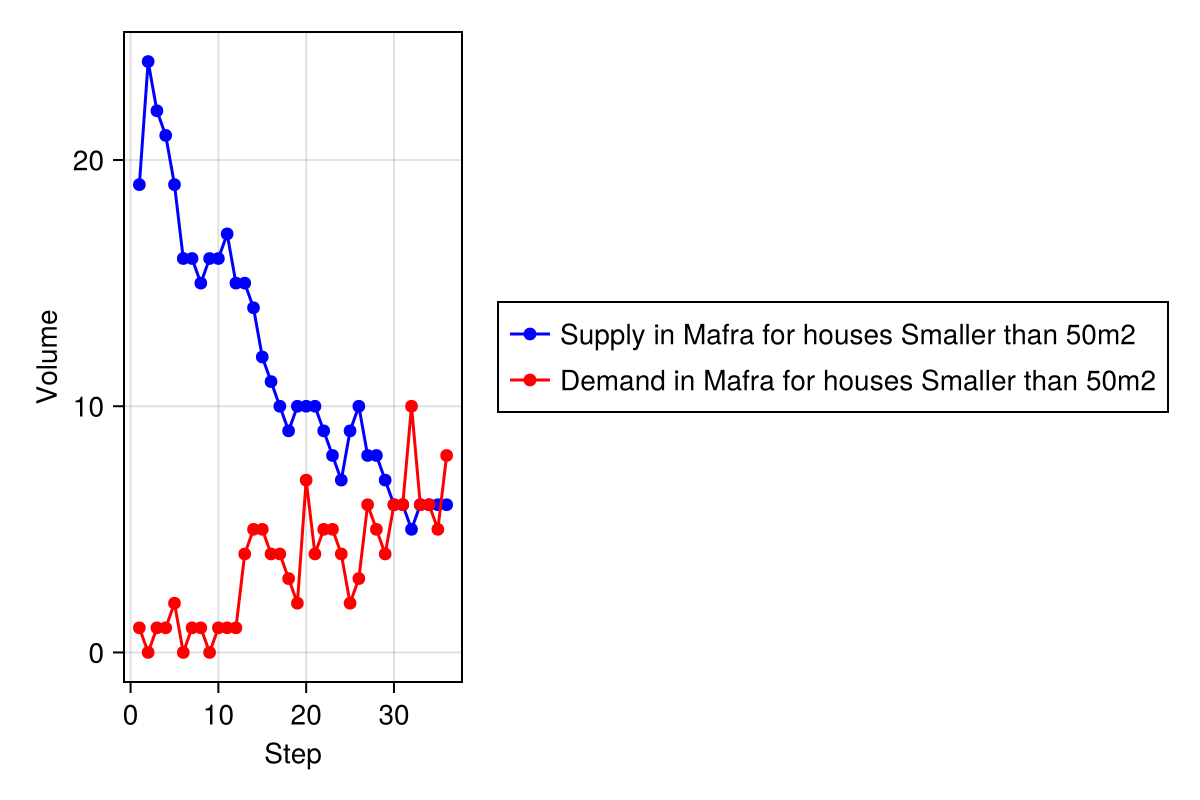 20
10
0
Volume
0 10 20 30
Step
Supply in Mafra for houses Smaller than 50m2
Demand in Mafra for houses Smaller than 50m2